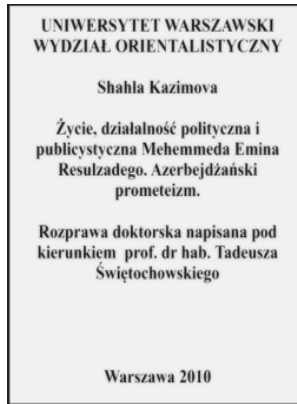 UNIWERSYTET WARSZAWSKI
WYDZIAŁ ORIENTALISTYCZNY
Shahla Kazimova
Życie, działalność polityczna i
publicystyczna Mehemmeda Emina
Resulzadego. Azerbejdżański
prometeizm.
Rozprawa doktorska napisana pod
kierunkiem prof. dr hab. Tadeusza
Świętochowskiego
Warszawa 2010